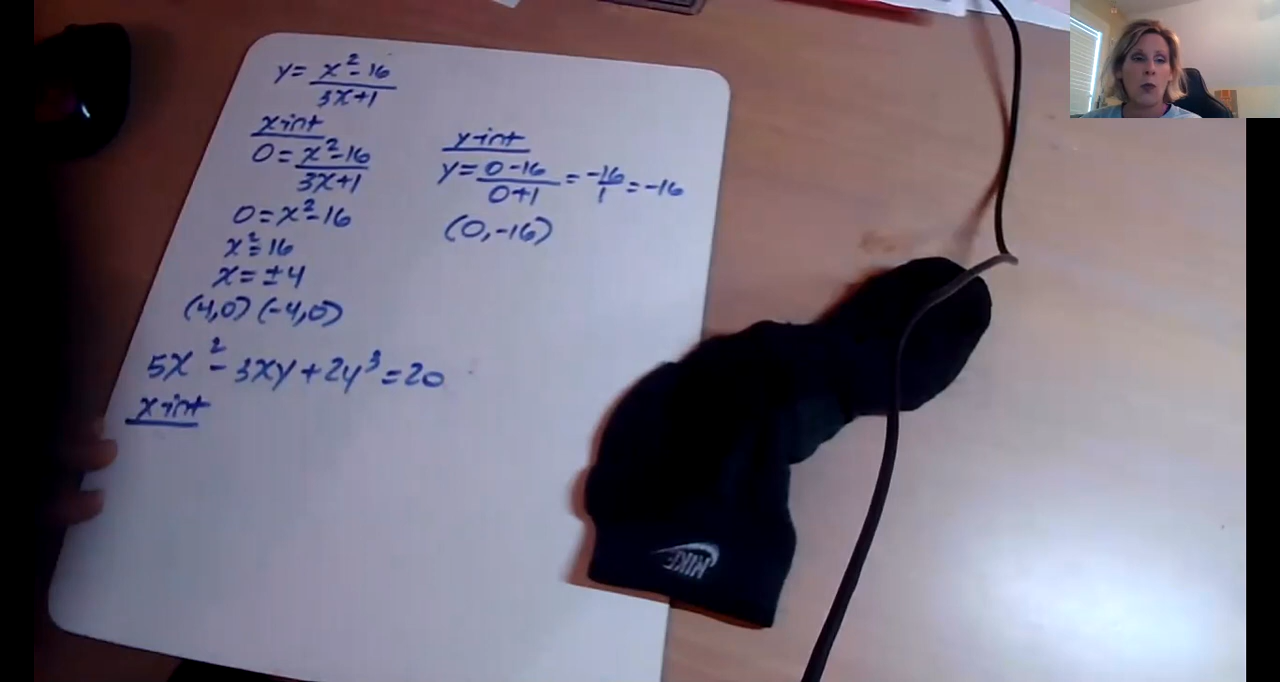 y = x² - 16 / 3x + 1
x-int
0 = x² - 16 / 3x + 1
0 = x² - 16
x² = 16
x = ± 4
(4,0) (-4,0)
y-int
y = 0 - 16 / 0 + 1 = -16 / 1 = -16
(0,-16)
5x² - 3xy + 2y³ = 20
x-int
NIKE